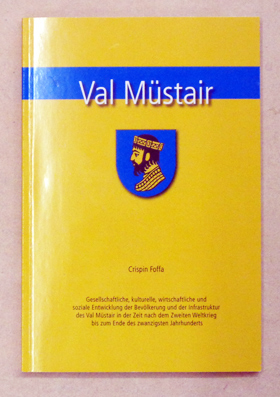 Val Müstair
Crispin Foffa
Gesellschaftliche, kulturelle, wirtschaftliche und
soziale Entwicklung der Bevölkerung und der Infrastruktur
des Val Müstair in der Zeit nach dem Zweiten Weltkrieg
bis zum Ende des zwanzigsten Jahrhunderts